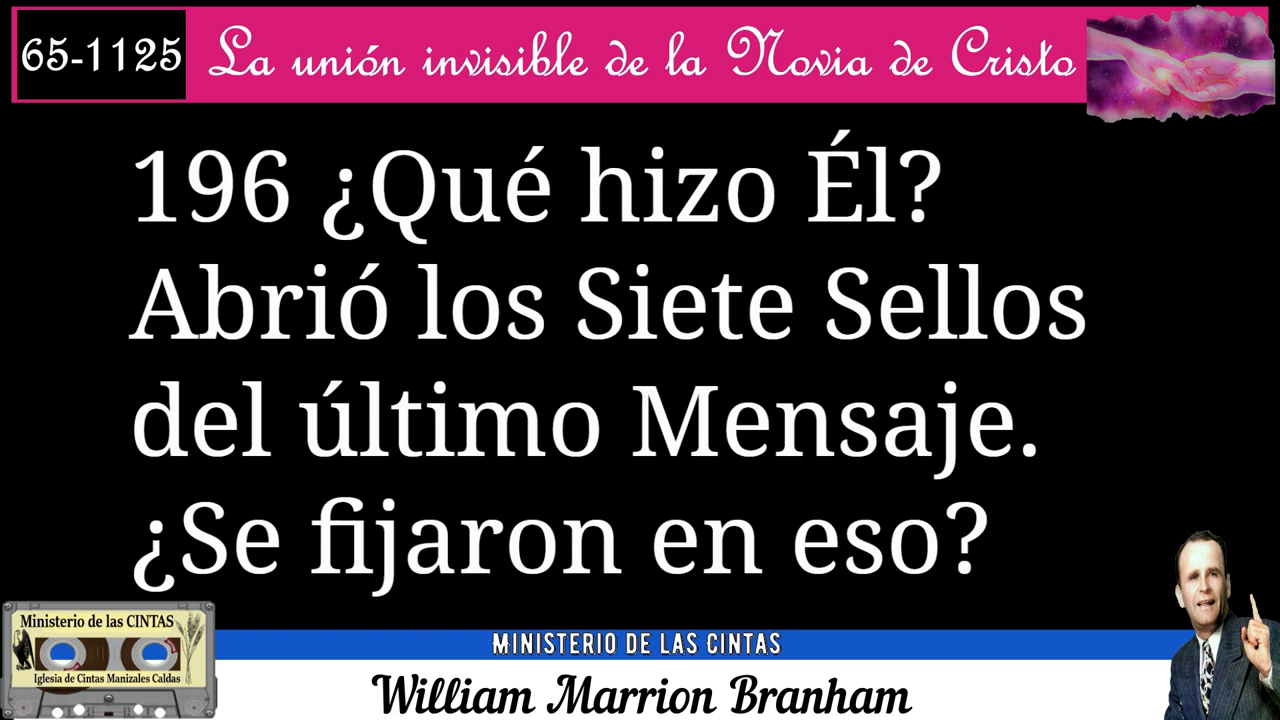 65-1125 La unión invisible de la Novia de Cristo
196 ¿Qué hizo Él?
Abrió los Siete Sellos
del último Mensaje.
¿Se fijaron en eso?
Ministerio de las CINTAS
Iglesia de Cintas Manizales Caldas
MINISTERIO DE LAS CINTAS
William Marrion Branham